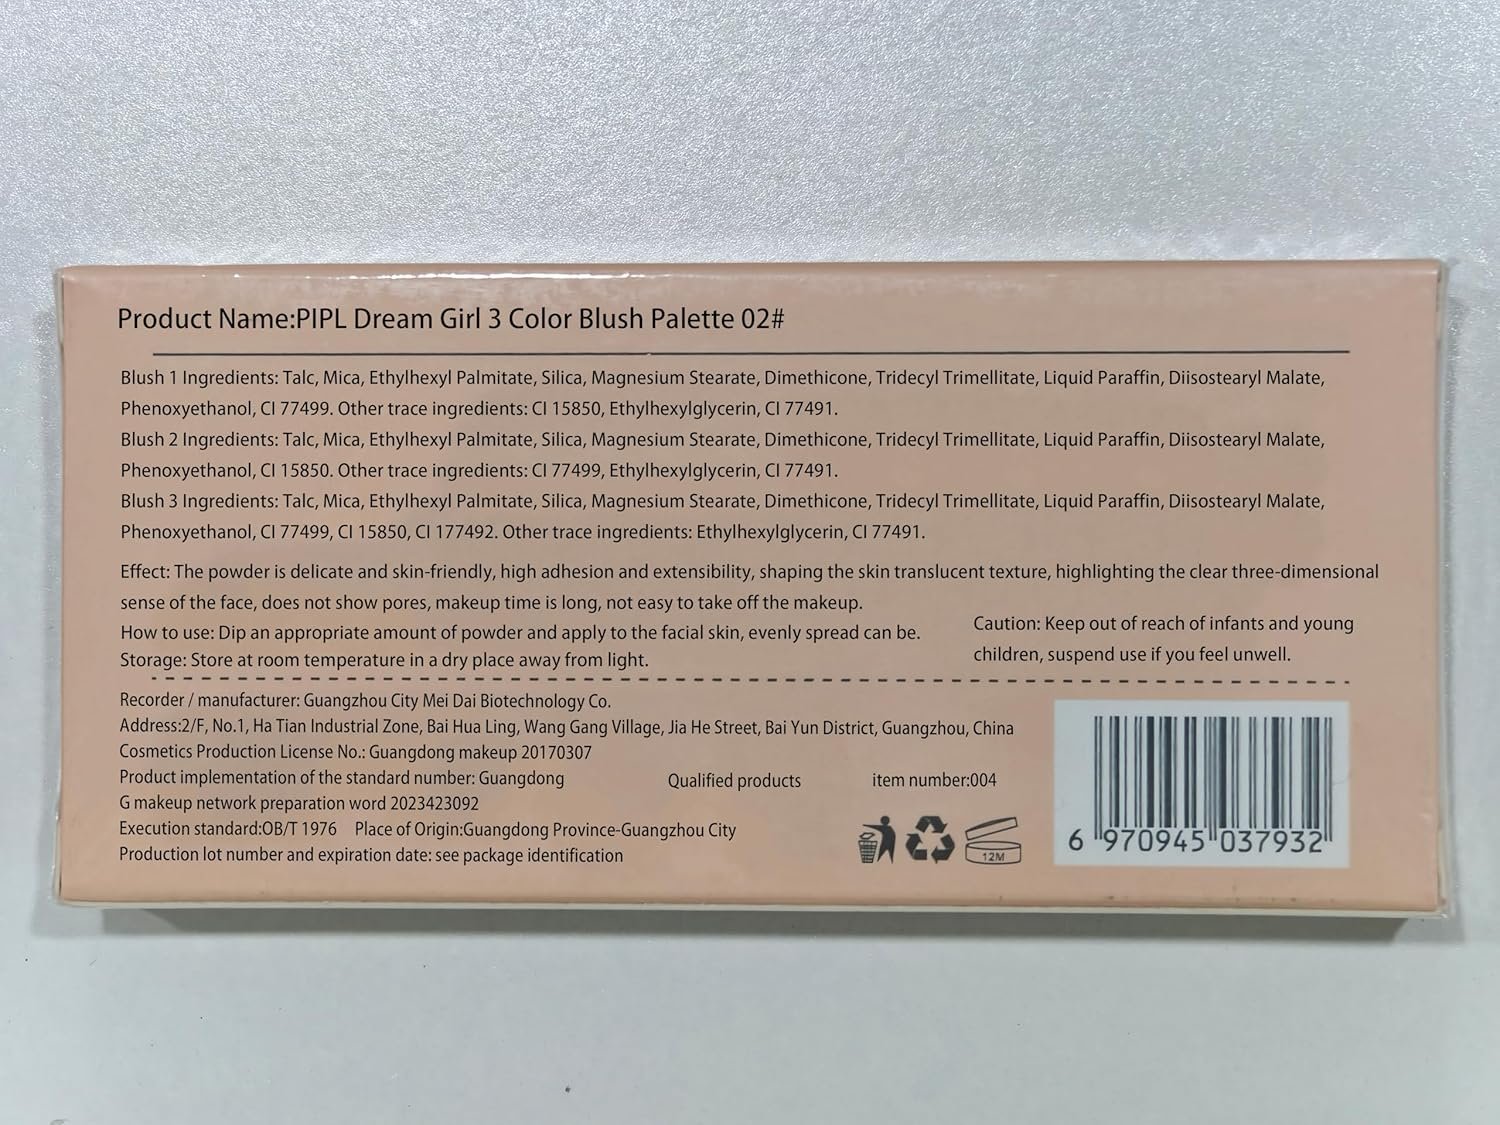 Product Name:PIPL Dream Girl 3 Color Blush Palette 02#
Blush 1 Ingredients: Talc, Mica, Ethylhexyl Palmitate, Silica, Magnesium Stearate, Dimethicone, Tridecyl Trimellitate, Liquid Paraffin, Diisostearyl Malate,
Phenoxyethanol, CI 77499. Other trace ingredients: CI 15850, Ethylhexylglycerin, CI 77491.
Blush 2 Ingredients: Talc, Mica, Ethylhexyl Palmitate, Silica, Magnesium Stearate, Dimethicone, Tridecyl Trimellitate, Liquid Paraffin, Diisostearyl Malate,
Phenoxyethanol, CI 15850. Other trace ingredients: CI 77499, Ethylhexylglycerin, CI 77491.
Blush 3 Ingredients: Talc, Mica, Ethylhexyl Palmitate, Silica, Magnesium Stearate, Dimethicone, Tridecyl Trimellitate, Liquid Paraffin, Diisostearyl Malate,
Phenoxyethanol, CI 77499, CI 15850, CI 177492. Other trace ingredients: Ethylhexylglycerin, CI 77491.
Effect: The powder is delicate and skin-friendly, high adhesion and extensibility, shaping the skin translucent texture, highlighting the clear three-dimensional
sense of the face, does not show pores, makeup time is long, not easy to take off the makeup.
How to use: Dip an appropriate amount of powder and apply to the facial skin, evenly spread can be.
Storage: Store at room temperature in a dry place away from light.
Caution: Keep out of reach of infants and young
children, suspend use if you feel unwell.
Recorder / manufacturer: Guangzhou City Mei Dai Biotechnology Co.
Address:2/F, No.1, Ha Tian Industrial Zone, Bai Hua Ling, Wang Gang Village, Jia He Street, Bai Yun District, Guangzhou, China
Cosmetics Production License No.: Guangdong makeup 20170307
Product implementation of the standard number: Guangdong
Qualified products
item number:004
G makeup network preparation word 2023423092
Execution standard:OB/T 1976 Place of Origin:Guangdong Province-Guangzhou City
Production lot number and expiration date: see package identification
12M
6 970945 037932